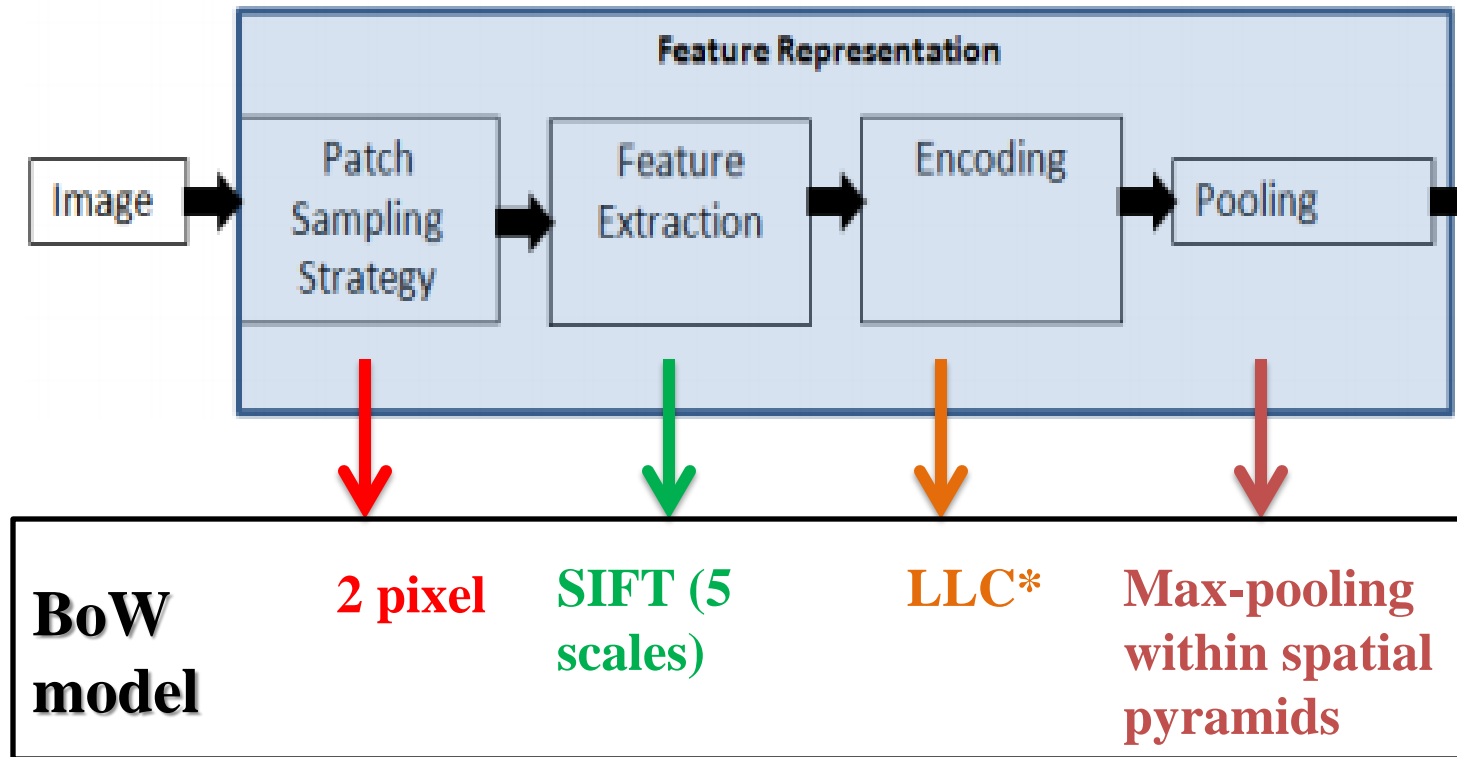 Feature Representation
Image
Patch
Sampling
Strategy
Feature
Extraction
Encoding
Pooling
BoW
model
2 pixel
SIFT (5
scales)
LLC*
Max-pooling
within spatial
pyramids